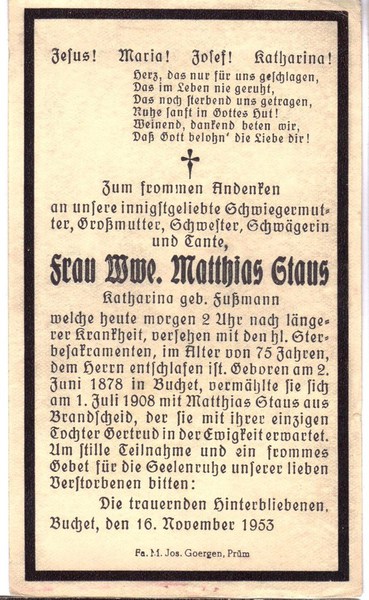 Jesus! Maria! Josef! Katharina!
Herz, das nur für uns geschlagen,
Das im Leben nie geruht,
Das noch sterbend uns getragen,
Ruhe sanft in Gottes Hut!
Weinend, dankend beten wir,
Daß Gott belohn' die Liebe dir!
Zum frommen Andenken
an unsere innigstgeliebte Schwiegermut-
ter, Großmutter, Schwester, Schwägerin
und Tante,
Frau Wwe. Matthias Staus
Katharina geb. Fußmann
welche heute morgen 2 Uhr nach länge-
rer Krankheit, versehen mit den hl. Ster-
besakramenten, im Alter von 75 Jahren,
dem Herrn entschlafen ist. Geboren am 2.
Juni 1878 in Buchet, vermählte sie sich
am 1. Juli 1908 mit Matthias Staus aus
Brandscheid, der sie mit ihrer einzigen
Tochter Gertrud in der Ewigkeit erwartet.
Um stille Teilnahme und ein frommes
Gebet für die Seelenruhe unserer lieben
Verstorbenen bitten:
Die trauernden Hinterbliebenen.
Buchet, den 16. November 1953
Fa. M. Jos. Goergen, Prüm